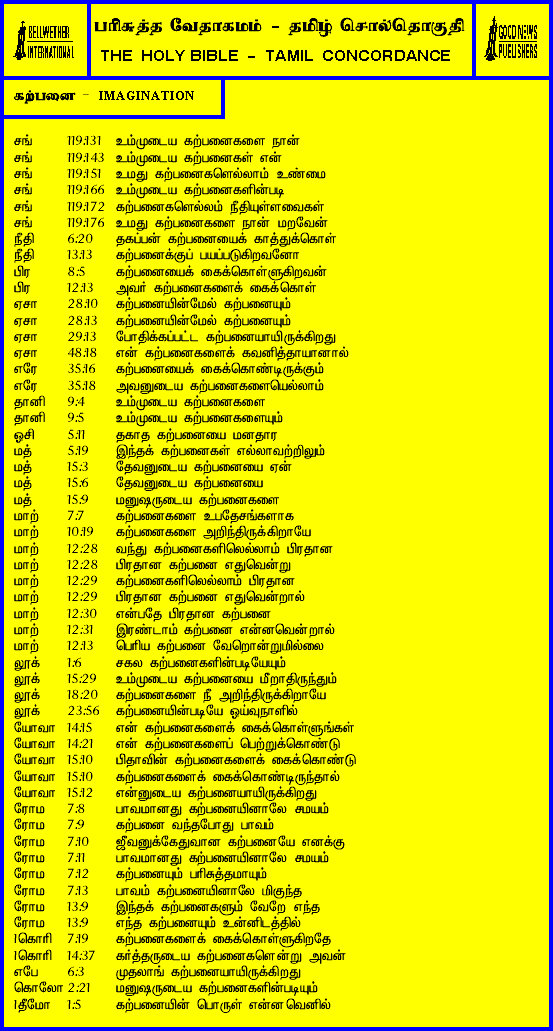 BELLWETHER INTERNATIONAL
பரிசுத்த வேதாகமம் - தமிழ் சொல்தொகுதி
THE HOLY BIBLE - TAMIL CONCORDANCE
GOOD NEWS PUBLISHERS
கற்பனை - IMAGINATION
சங் 119:131 உம்முடைய கற்பனைகளை நான்
சங் 119:143 உம்முடைய கற்பனைகள் என்
சங் 119:151 உமது கற்பனைகளெல்லாம் உண்மை
சங் 119:166 உம்முடைய கற்பனைகளின்படி
சங் 119:172 கற்பனைகளெல்லம் நீதியுள்ளவைகள்
சங் 119:176 உமது கற்பனைகளை நான் மறவேன்
நீதி 6:20 தகப்பன் கற்பனையைக் காத்துக்கொள்
நீதி 13:13 கற்பனைக்குப் பயப்படுகிறவனோ
பிர 8:5 கற்பனையைக் கைக்கொள்ளுகிறவன்
பிர 12:13 அவர் கற்பனைகளைக் கைக்கொள்
ஏசா 28:10 கற்பனையின்மேல் கற்பனையும்
ஏசா 28:13 கற்பனையின்மேல் கற்பனையும்
ஏசா 29:13 போதிக்கப்பட்ட கற்பனையாயிருக்கிறது
ஏசா 48:18 என் கற்பனைகளைக் கவனித்தாயானால்
எரே 35:16 கற்பனையைக் கைக்கொண்டிருக்கும்
எரே 35:18 அவனுடைய கற்பனைகளையெல்லாம்
தானி 9:4 உம்முடைய கற்பனைகளை
தானி 9:5 உம்முடைய கற்பனைகளையும்
ஓசி 5:11 தகாத கற்பனையை மனதார
மத் 5:19 இந்தக் கற்பனைகள் எல்லாவற்றிலும்
மத் 15:3 தேவனுடைய கற்பனையை ஏன்
மத் 15:6 தேவனுடைய கற்பனையை
மத் 15:9 மனுஷருடைய கற்பனைகளை
மாற் 7:7 கற்பனைகளை உபதேசங்களாக
மாற் 10:19 கற்பனைகளை அறிந்திருக்கிறாயே
மாற் 12:28 வந்து கற்பனைகளிலெல்லாம் பிரதான
மாற் 12:28 பிரதான கற்பனை எதுவென்று
மாற் 12:29 கற்பனைகளிலெல்லாம் பிரதான
மாற் 12:29 பிரதான கற்பனை எதுவென்றால்
மாற் 12:30 என்பதே பிரதான கற்பனை
மாற் 12:31 இரண்டாம் கற்பனை என்னவென்றால்
மாற் 12:13 பெரிய கற்பனை வேறொன்றுமில்லை
லூக் 1:6 சகல கற்பனைகளின்படியேயும்
லூக் 15:29 உம்முடைய கற்பனையை மீறாதிருந்தும்
லூக் 18:20 கற்பனைகளை நீ அறிந்திருக்கிறாயே
லூக் 23:56 கற்பனையின்படியே ஓய்வுநாளில்
யோவா 14:15 என் கற்பனைகளைக் கைக்கொள்ளுங்கள்
யோவா 14:21 என் கற்பனைகளைப் பெற்றுக்கொண்டு
யோவா 15:10 பிதாவின் கற்பனைகளைக் கைக்கொண்டு
யோவா 15:10 கற்பனைகளைக் கைக்கொண்டிருந்தால்
யோவா 15:12 என்னுடைய கற்பனையாயிருக்கிறது
ரோம 7:8 பாவமானது கற்பனையினாலே சமயம்
ரோம 7:9 கற்பனை வந்தபோது பாவம்
ரோம 7:10 ஜீவனுக்கேதுவான கற்பனையே எனக்கு
ரோம 7:11 பாவமானது கற்பனையினாலே சமயம்
ரோம 7:12 கற்பனையும் பரிசுத்தமாயும்
ரோம 7:13 பாவம் கற்பனையினாலே மிகுந்த
ரோம 13:9 இந்தக் கற்பனைகளும் வேறே எந்த
ரோம 13:9 எந்த கற்பனையும் உன்னிடத்தில்
1கொரி 7:19 கற்பனைகளைக் கைக்கொள்ளுகிறதே
1கொரி 14:37 கர்த்தருடைய கற்பனைகளென்று அவன்
எபே 6:3 முதலாங் கற்பனையாயிருக்கிறது
கொலோ 2:21 மனுஷருடைய கற்பனைகளின்படியும்
1தீமோ 1:5 கற்பனையின் பொருள் என்னவெனில்